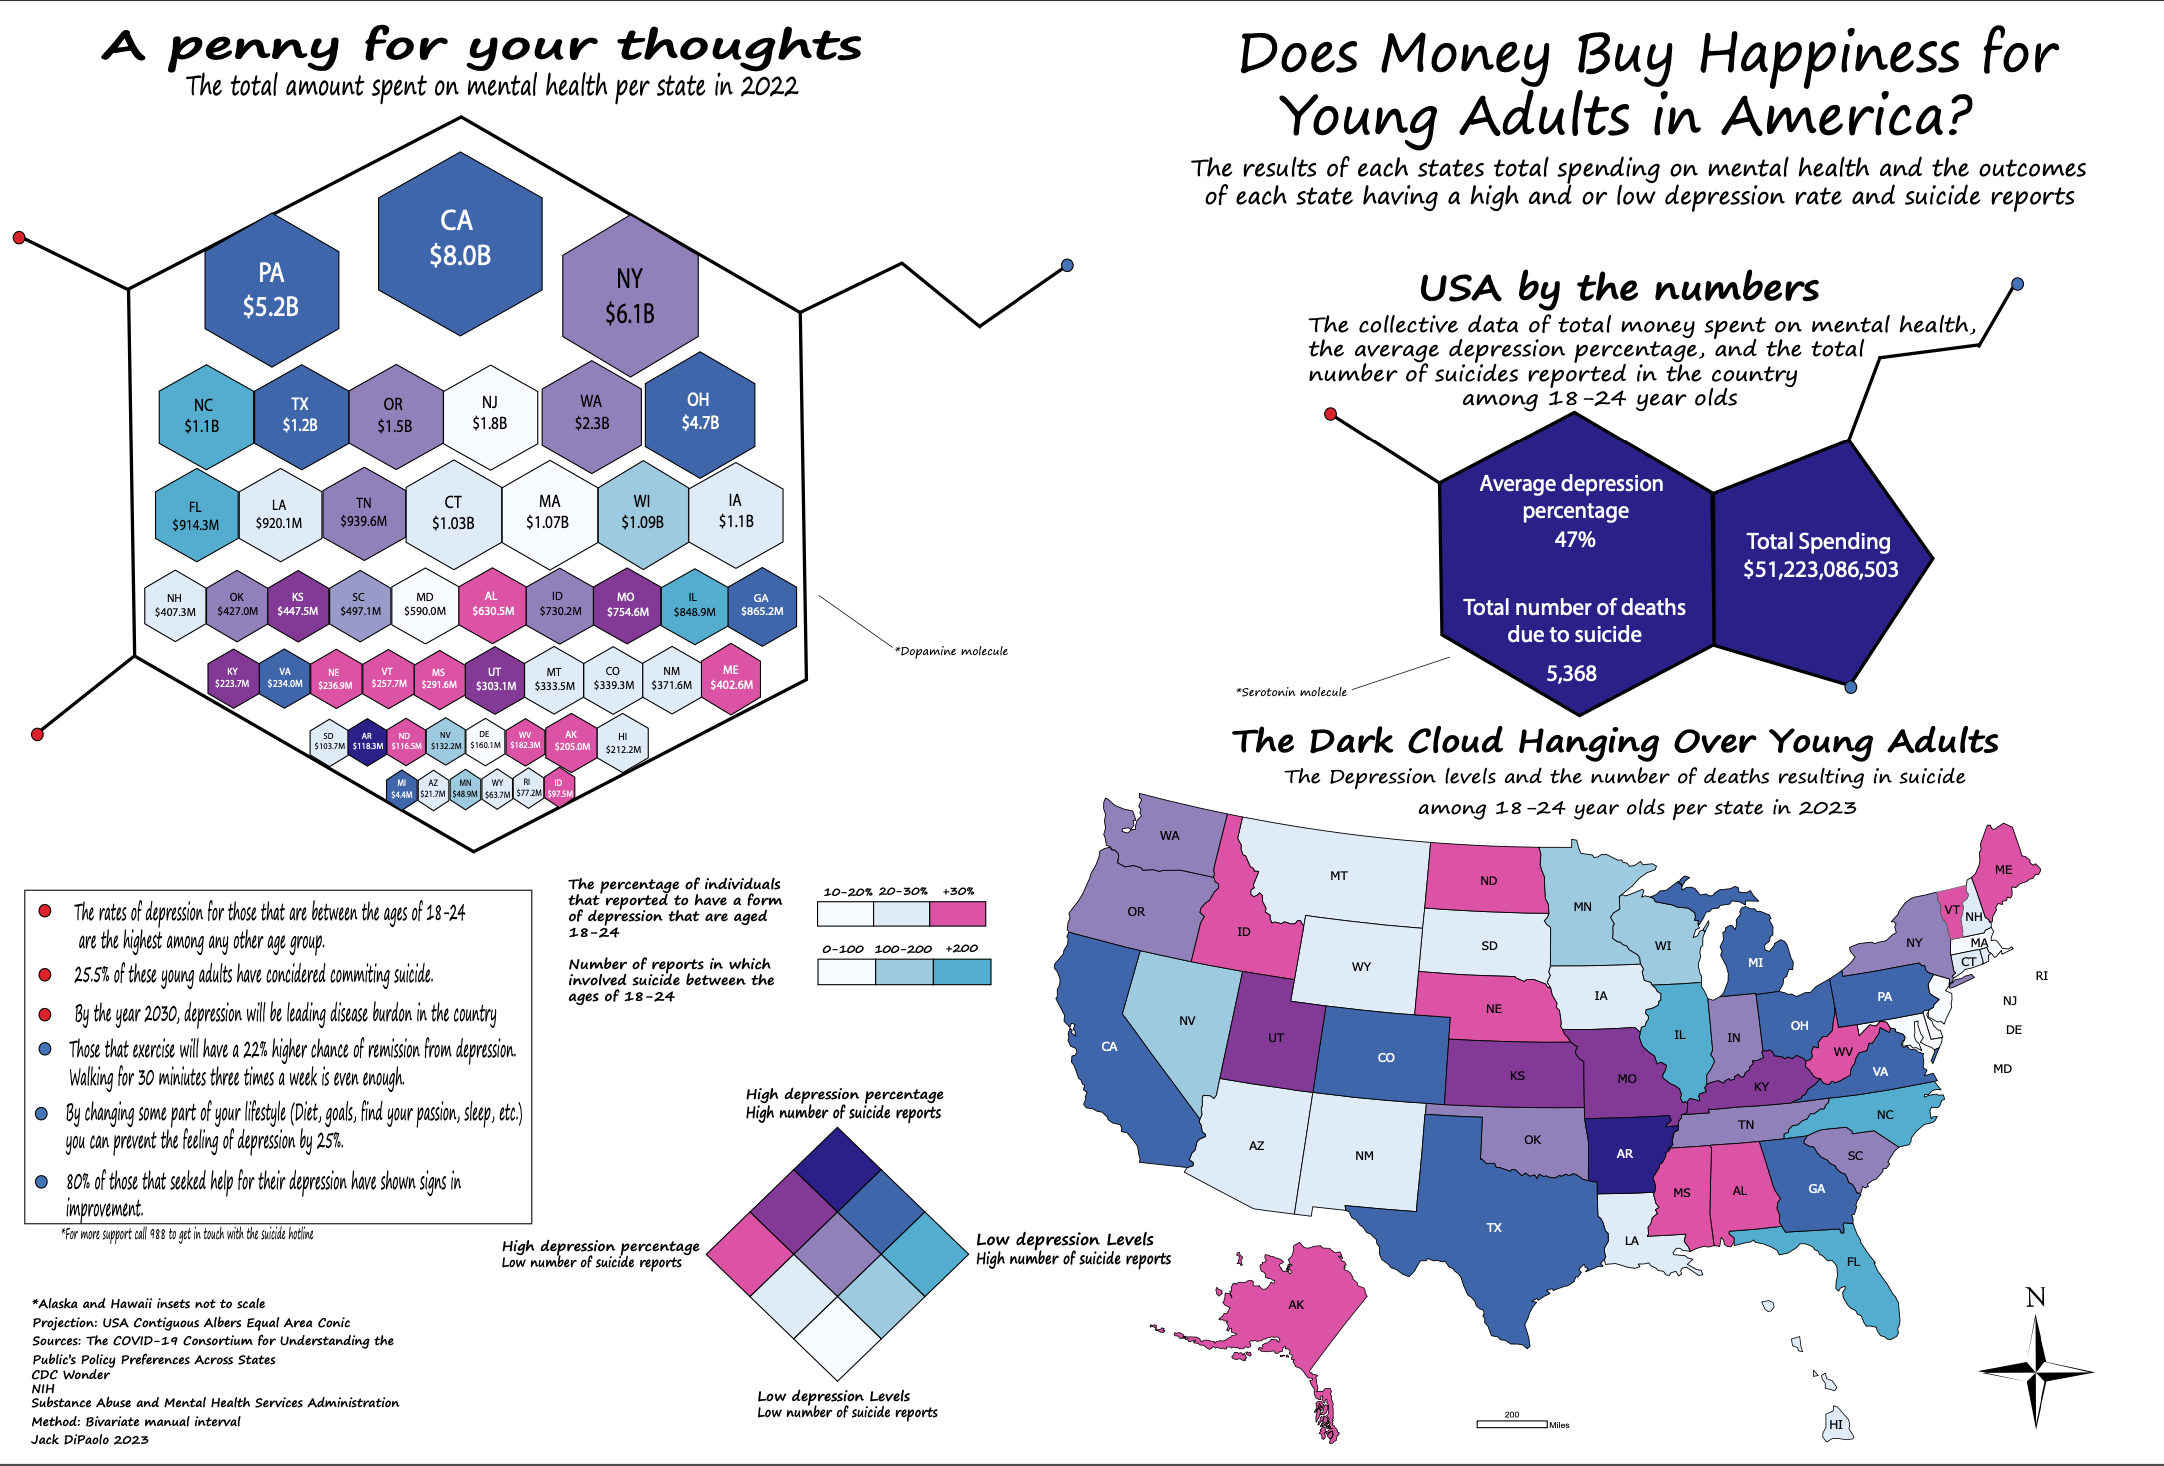 A penny for your thoughts
The total amount spent on mental health per state in 2022
CA
$8.0B
PA
$5.2B
NY
$6.1B
NC
$1.1B
TX
$1.2B
OR
$1.5B
NJ
$1.8B
WA
$2.3B
OH
$4.7B
FL
$914.3M
LA
$920.1M
TN
$939.6M
CT
$1.03B
MA
$1.07B
WI
$1.09B
IA
$1.1B
NH
$407.3M
OK
$427.0M
KS
$447.5M
SC
$497.1M
MD
$590.0M
AL
$630.5M
ID
$730.2M
MO
$754.6M
IL
$848.9M
GA
$865.2M
KY
$223.7M
VA
$234.0M
NE
$236.9M
VT
$257.7M
MS
$291.6M
UT
$303.1M
MT
$333.5M
CO
$339.3M
NM
$371.6M
ME
$402.6M
SD
$103.7M
AR
$118.3M
ND
$116.5M
NV
$132.2M
DE
$160.1M
WV
$182.3M
AK
$205.0M
HI
$212.2M
MI
$4.4M
AZ
$21.7M
MN
$48.9M
WY
$63.7M
RI
$77.2M
ID
$97.5M
*Dopamine molecule
Does Money Buy Happiness for
Young Adults in America?
The results of each states total spending on mental health and the outcomes
of each state having a high and or low depression rate and suicide reports
USA by the numbers
The collective data of total money spent on mental health,
the average depression percentage, and the total
number of suicides reported in the country
among 18-24 year olds
Average depression
percentage
47%
Total number of deaths
due to suicide
5,368
Total Spending
$51,223,086,503
*Serotonin molecule
The Dark Cloud Hanging Over Young Adults
The Depression levels and the number of deaths resulting in suicide
among 18-24 year olds per state in 2023
WA
OR
CA
ID
NV
UT
AZ
MT
WY
CO
NM
ND
SD
NE
KS
OK
TX
MN
IA
MO
AR
LA
WI
IL
IN
MI
OH
KY
TN
MS
AL
GA
FL
SC
NC
VA
WV
PA
NY
VT
NH
ME
MA
CT
RI
NJ
DE
MD
AK
HI
N
200
Miles
The rates of depression for those that are between the ages of 18-24
are the highest among any other age group.
25.5% of these young adults have concidered commiting suicide.
By the year 2030, depression will be leading disease burdon in the country
Those that exercise will have a 22% higher chance of remission from depression.
Walking for 30 miniutes three times a week is even enough.
By changing some part of your lifestyle (Diet, goals, find your passion, sleep, etc.)
you can prevent the feeling of depression by 25%.
80% of those that seeked help for their depression have shown signs in
improvement.
*For more support call 988 to get in touch with the suicide hotline
The percentage of individuals
that reported to have a form
of depression that are aged
18-24
10-20% 20-30% +30%
Number of reports in which
involved suicide between the
ages of 18-24
0-100 100-200 +200
High depression percentage
High number of suicide reports
High depression percentage
Low number of suicide reports
Low depression Levels
High number of suicide reports
Low depression Levels
Low number of suicide reports
*Alaska and Hawaii insets not to scale
Projection: USA Contiguous Albers Equal Area Conic
Sources: The COVID-19 Consortium for Understanding the
Public's Policy Preferences Across States
CDC Wonder
NIH
Substance Abuse and Mental Health Services Administration
Method: Bivariate manual interval
Jack DiPaolo 2023